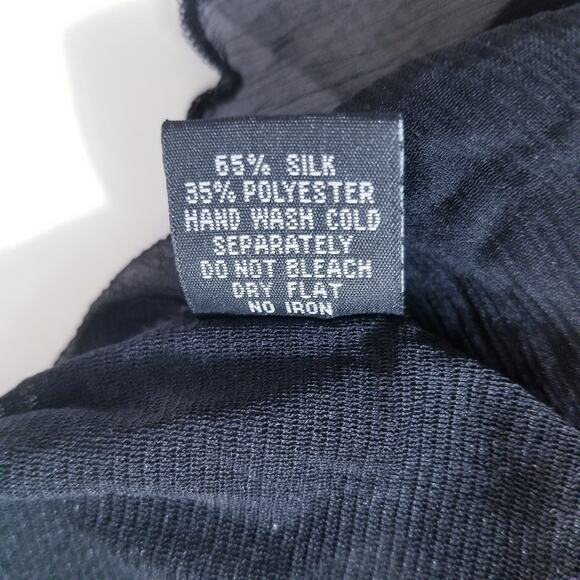 65% SILK
35% POLYESTER
HAND WASH COLD
SEPARATELY
DO NOT BLEACH
DRY FLAT
NO IRON